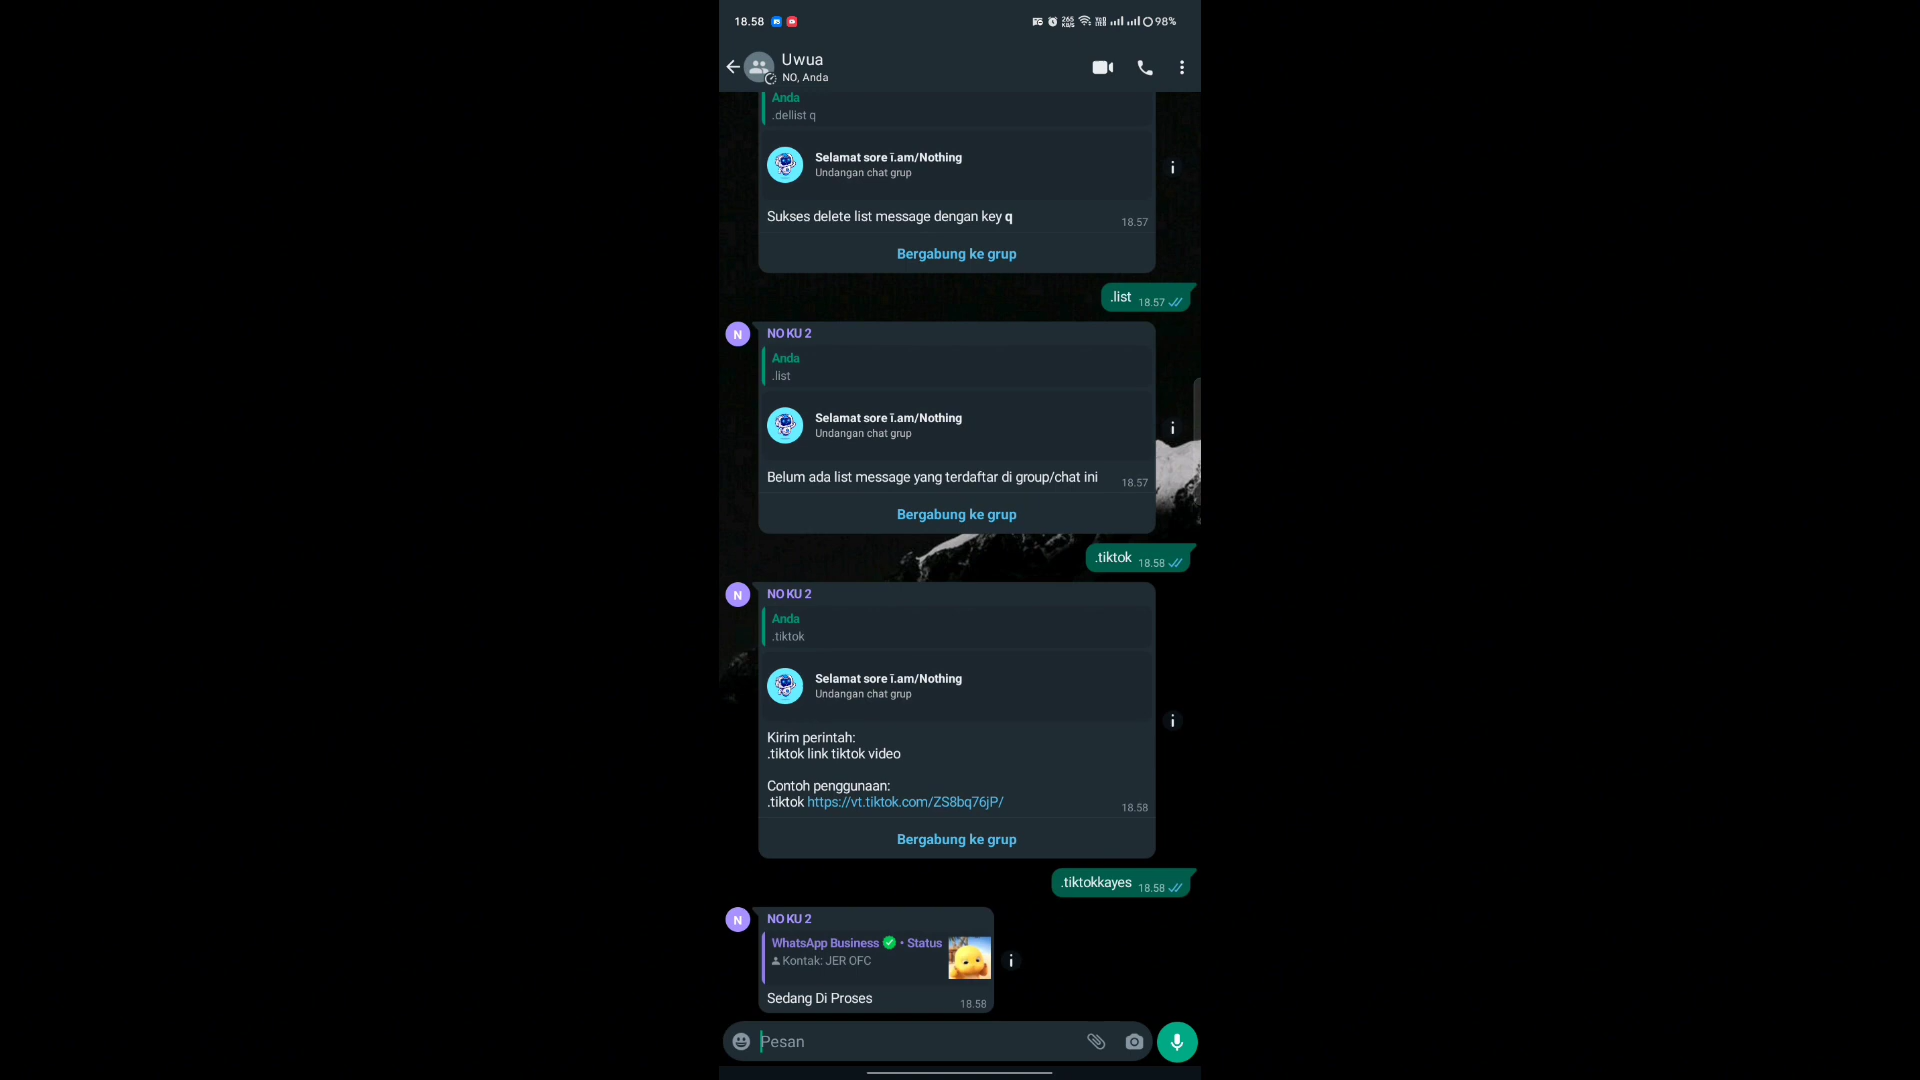 18.58
265
KB/S
98%
Uwua
NO, Anda
Anda
.dellist q
Selamat sore ī.am/Nothing
Undangan chat grup
Sukses delete list message dengan key q
18.57
Bergabung ke grup
.list 18.57
N
NO KU 2
Anda
.list
Selamat sore ī.am/Nothing
Undangan chat grup
Belum ada list message yang terdaftar di group/chat ini
18.57
Bergabung ke grup
.tiktok 18.58
N
NO KU 2
Anda
.tiktok
Selamat sore ī.am/Nothing
Undangan chat grup
Kirim perintah:
.tiktok link tiktok video
Contoh penggunaan:
.tiktok https://vt.tiktok.com/ZS8bq76jP/
18.58
Bergabung ke grup
.tiktokkayes 18.58
N
NO KU 2
WhatsApp Business • Status
Kontak: JER OFC
Sedang Di Proses
18.58
Pesan